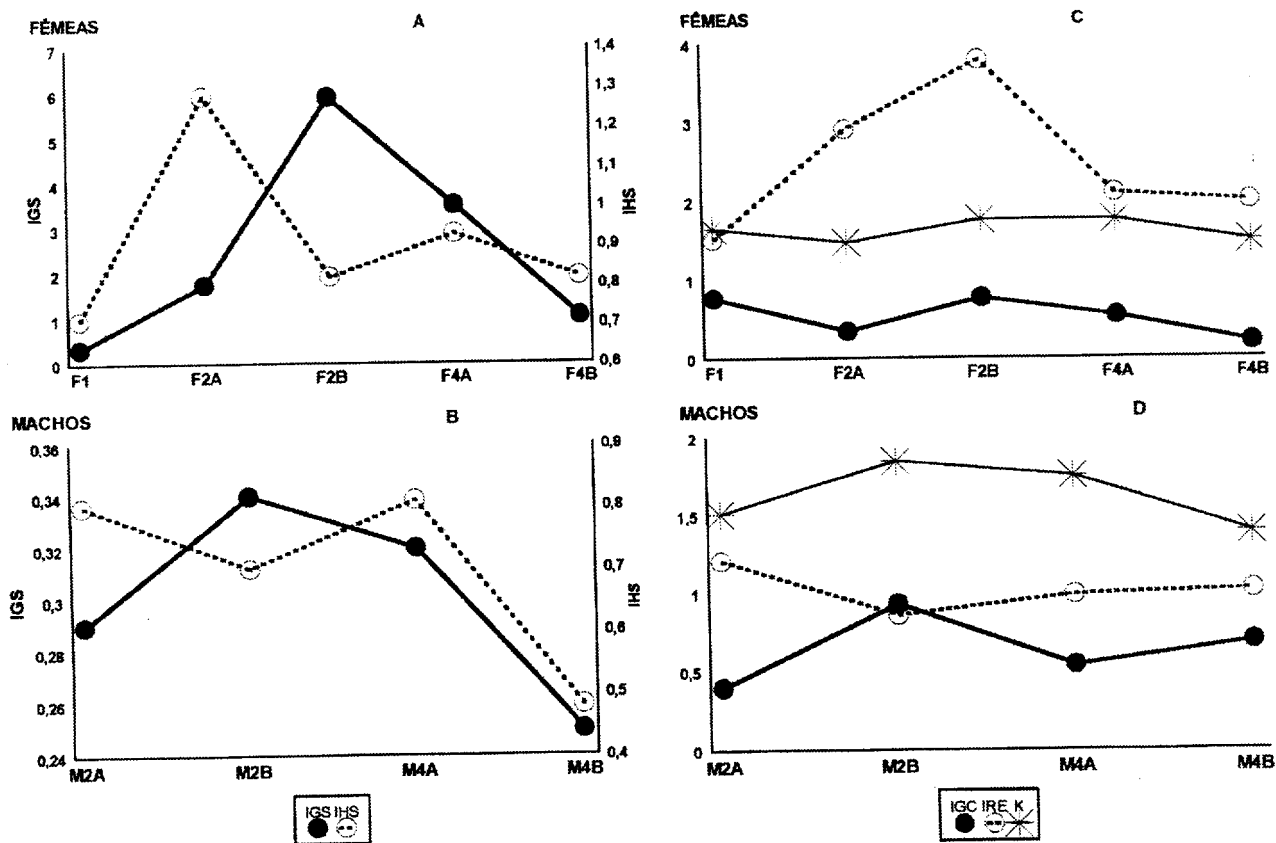 A
FÊMEAS
7
6
5
4
3
2
1
0
IGS
1,4
1,3
1,2
1,1
1
0,9
0,8
0,7
0,6
IHS
F1 F2A F2B F4A F4B
C
FÊMEAS
4
3
2
1
0
F1 F2A F2B F4A F4B
B
MACHOS
0,36
0,34
0,32
0,3
0,28
0,26
0,24
IGS
0,9
0,8
0,7
0,6
0,5
0,4
IHS
M2A M2B M4A M4B
IGS IHS
D
MACHOS
2
1,5
1
0,5
0
M2A M2B M4A M4B
IGC IRE K